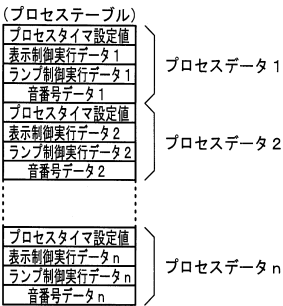 (プロセステーブル)
プロセスタイマ設定値
表示制御実行データ1
ランプ制御実行データ1
音番号データ1
プロセスデータ1
プロセスタイマ設定値
表示制御実行データ2
ランプ制御実行データ2
音番号データ2
プロセスデータ2
プロセスタイマ設定値
表示制御実行データn
ランプ制御実行データn
音番号データn
プロセスデータn